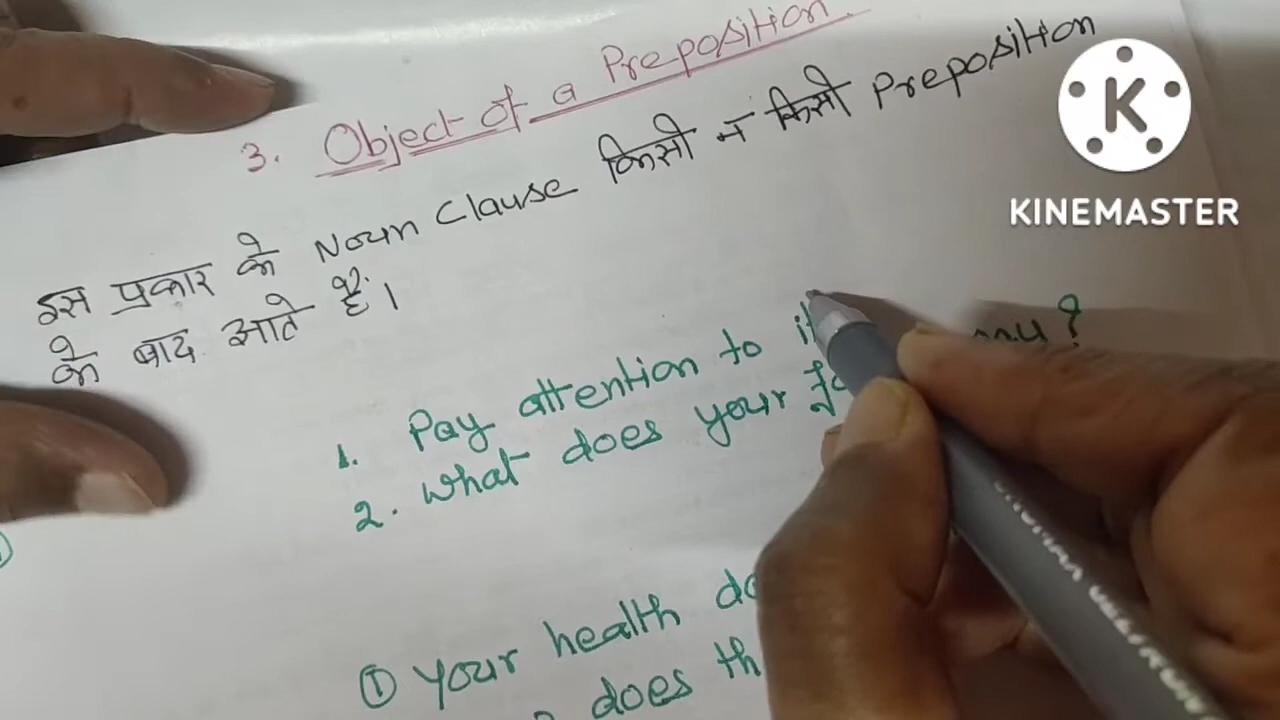 3. Object of a Preposition.
इस प्रकार के Noun Clause किसी न किसी Preposition
के बाद आते हैं।
1. Pay attention to
2. What does your
① Your health
does
KINEMASTER